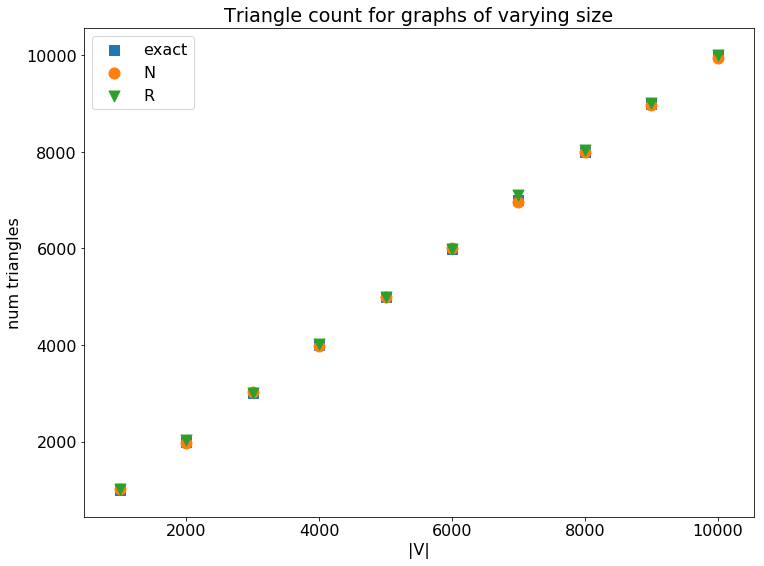 Triangle count for graphs of varying size
exact
N
R
10000
8000
6000
4000
2000
num triangles
2000 4000 6000 8000 10000
|V|